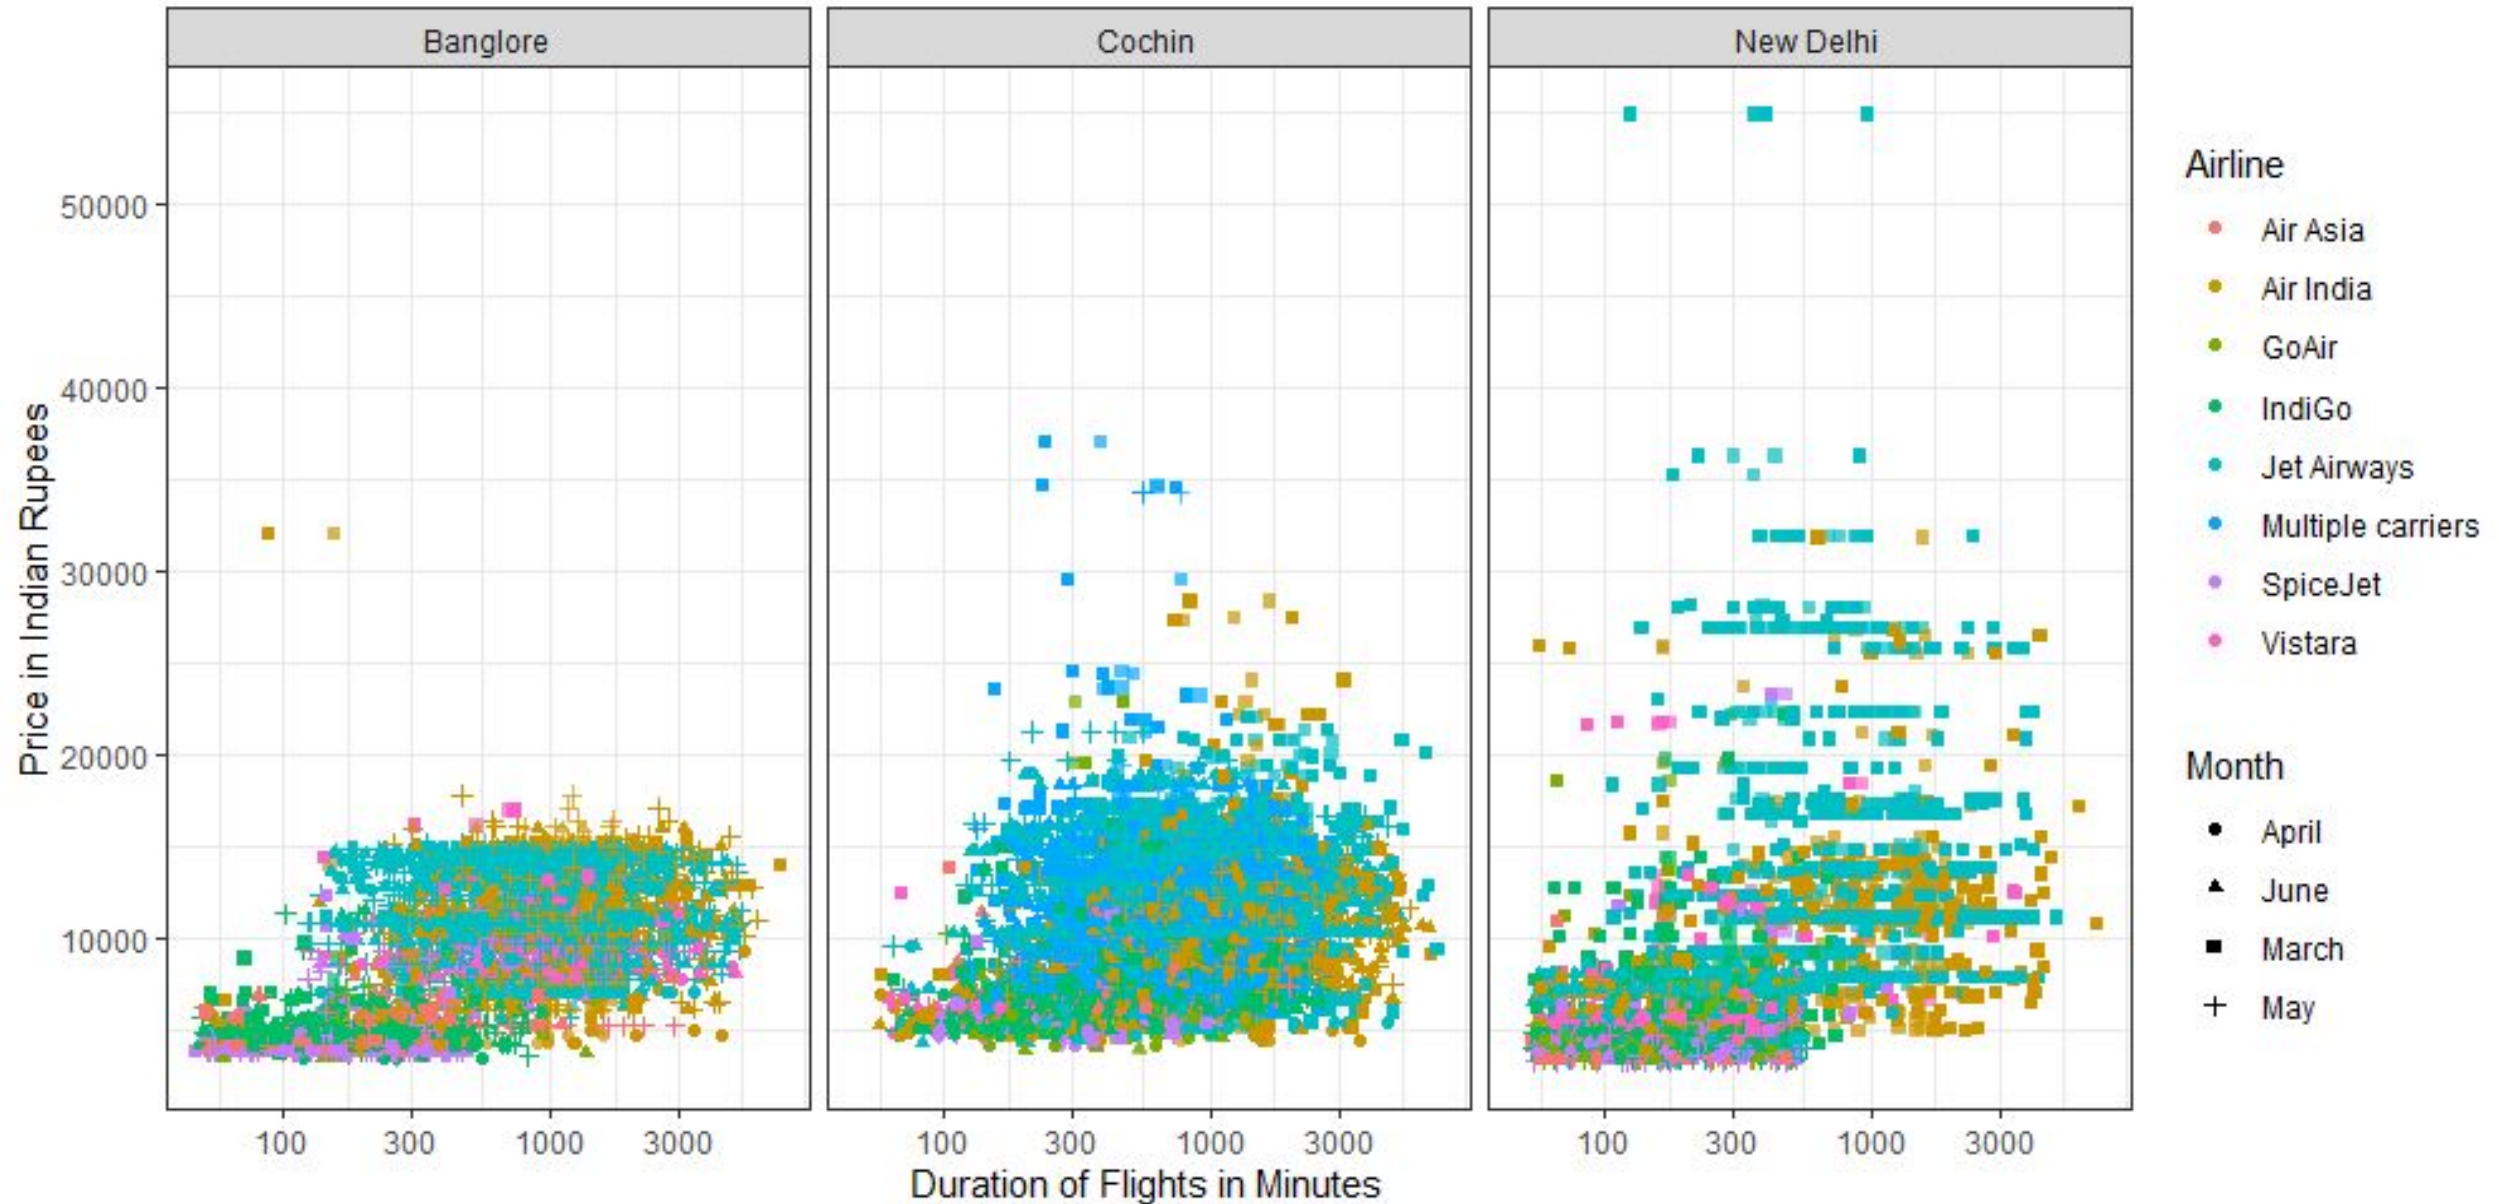 Banglore
Cochin
New Delhi
Price in Indian Rupees
50000
40000
30000
20000
10000
100 300 1000 3000
100 300 1000 3000
100 300 1000 3000
Duration of Flights in Minutes
Airline
Air Asia
Air India
GoAir
IndiGo
Jet Airways
Multiple carriers
SpiceJet
Vistara
Month
April
June
March
May